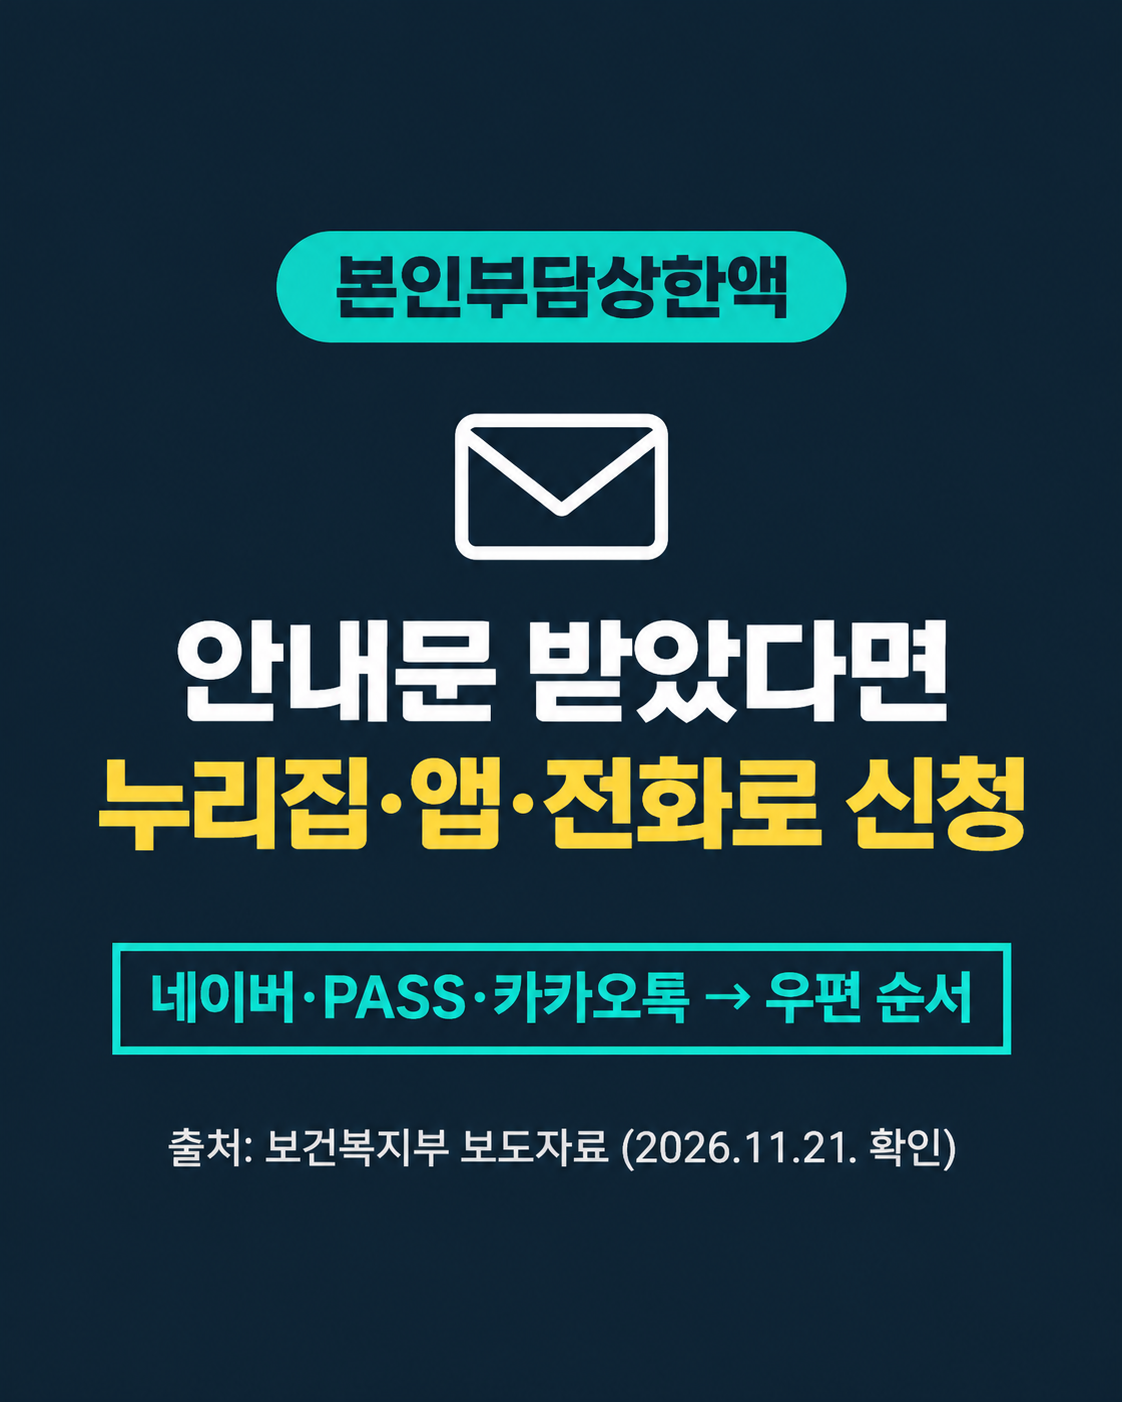 본인부담상한액
안내문 받았다면
누리집·앱·전화로 신청
네이버·PASS·카카오톡 → 우편 순서
출처: 보건복지부 보도자료 (2026.11.21. 확인)